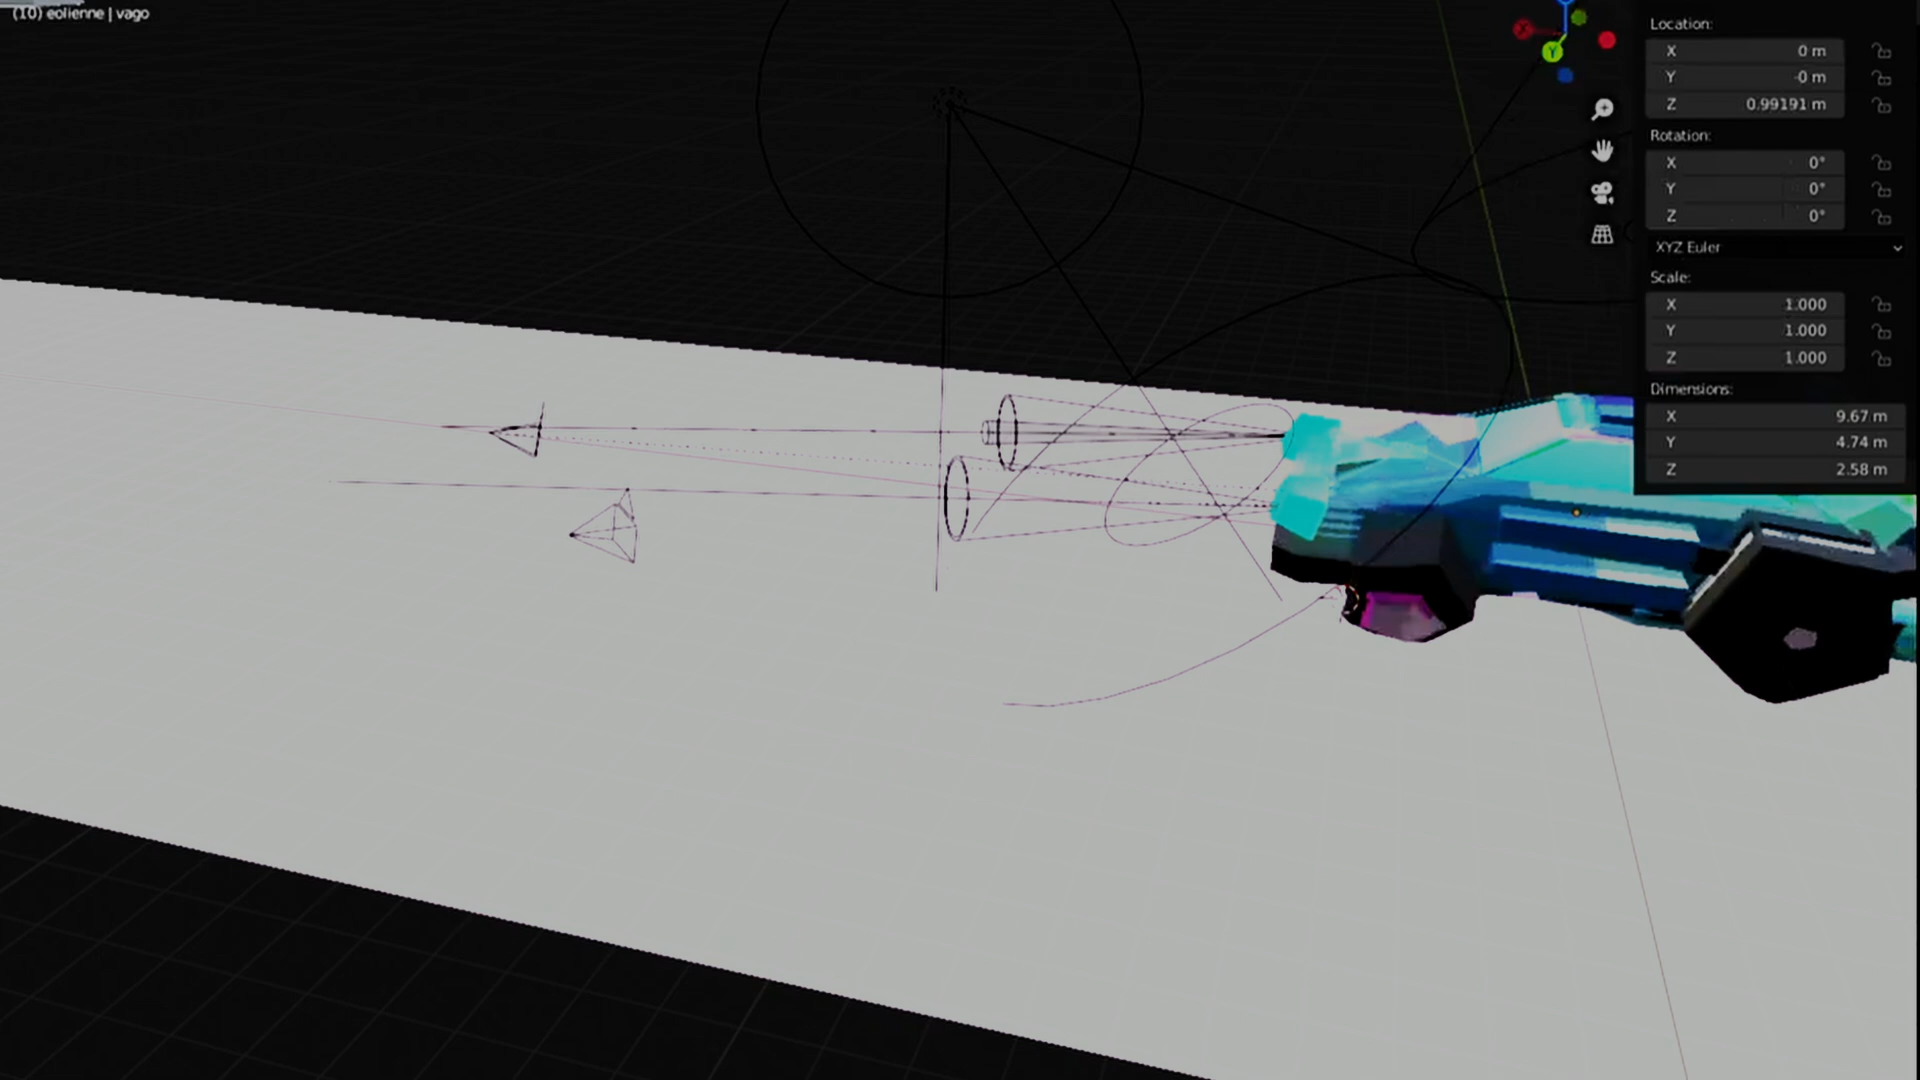 (10) eolienne | vago
Location:
X 0 m
Y -0 m
Z 0.99191 m
Rotation:
X 0°
Y 0°
Z 0°
XYZ Euler
Scale:
X 1.000
Y 1.000
Z 1.000
Dimensions:
X 9.67 m
Y 4.74 m
Z 2.58 m
X
Y